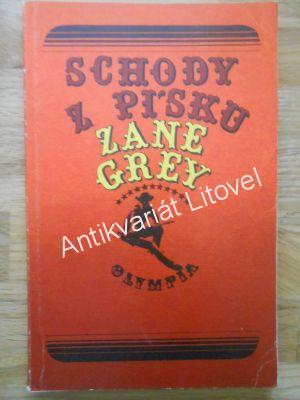 SCHODY
Z PÍSKU
ZANE
GREY
Antikvariát Litovel
OLYMPIA